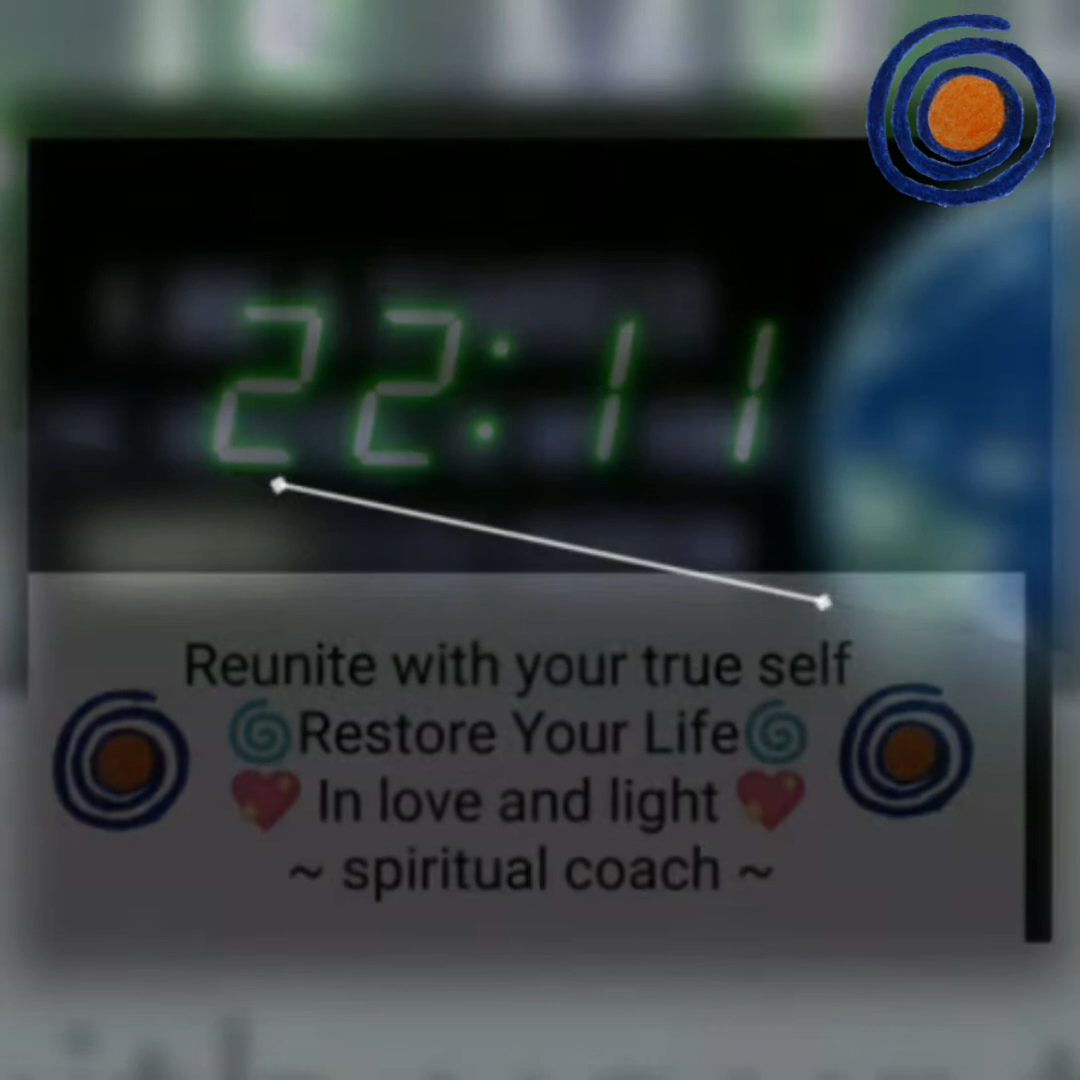 22:11
Reunite with your true self
🌀Restore Your Life🌀
💖 In love and light 💖
~ spiritual coach ~